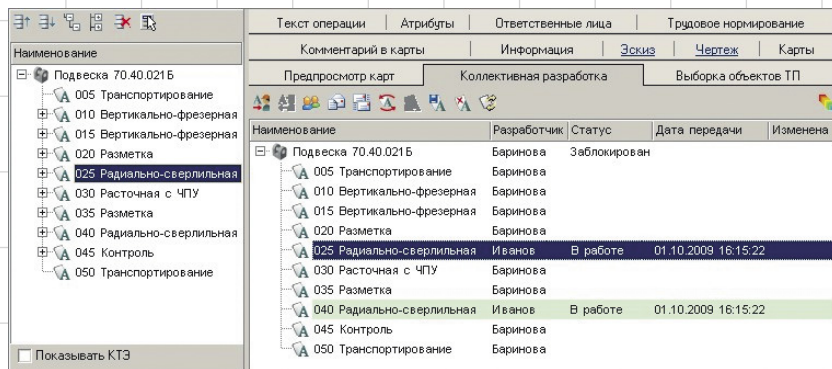 Наименование
Подвеска 70.40.021Б
005 Транспортирование
010 Вертикально-фрезерная
015 Вертикально-фрезерная
020 Разметка
025 Радиально-сверлильная
030 Расточная с ЧПУ
035 Разметка
040 Радиально-сверлильная
045 Контроль
050 Транспортирование
Показывать КТЭ
Текст операции Атрибуты Ответственные лица Трудовое нормирование
Комментарий в карты Информация Эскиз Чертеж Карты
Предпросмотр карт Коллективная разработка Выборка объектов ТП
Наименование Разработчик Статус Дата передачи Изменена
Подвеска 70.40.021Б Баринова Заблокирован
005 Транспортирование Баринова
010 Вертикально-фрезерная Баринова
015 Вертикально-фрезерная Баринова
020 Разметка Баринова
025 Радиально-сверлильная Иванов В работе 01.10.2009 16:15:22
030 Расточная с ЧПУ Баринова
035 Разметка Баринова
040 Радиально-сверлильная Иванов В работе 01.10.2009 16:15:22
045 Контроль Баринова
050 Транспортирование Баринова